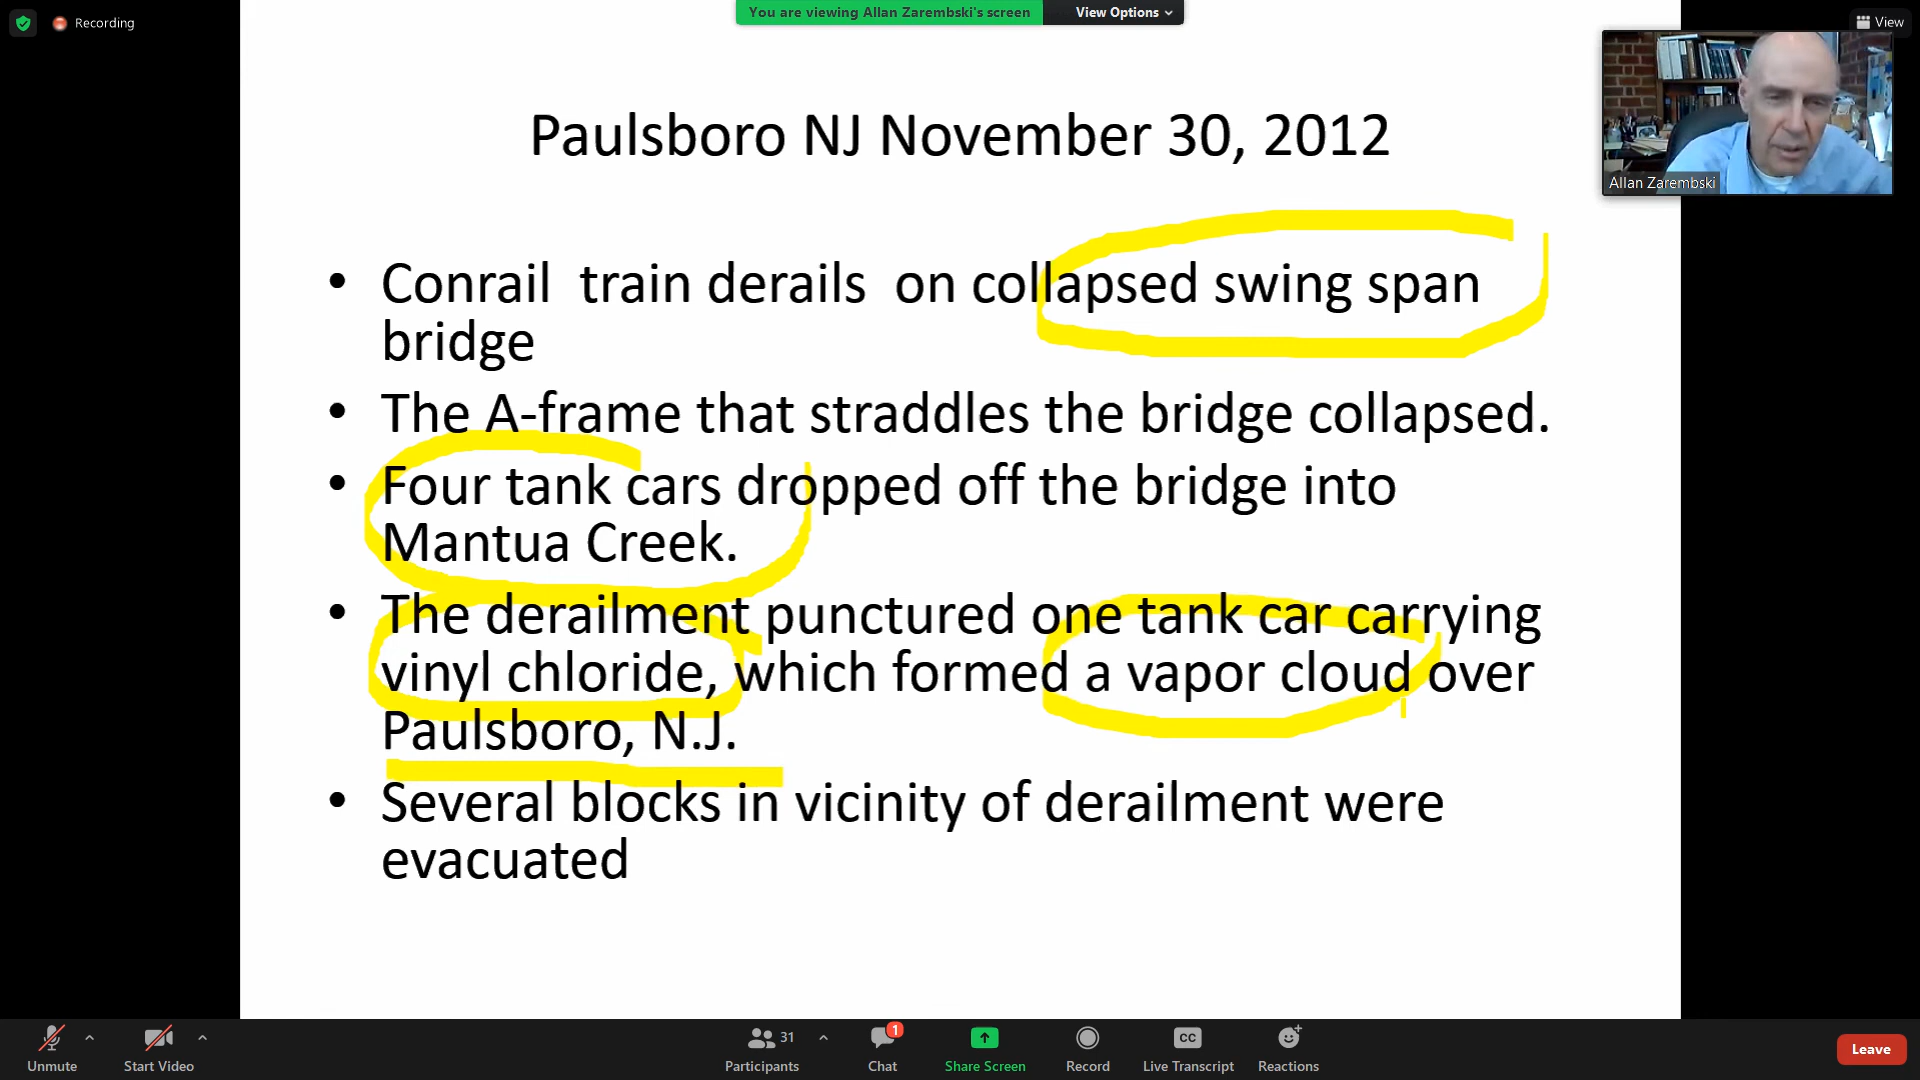 Recording
You are viewing Allan Zarembski's screen
View Options
View
Allan Zarembski
Paulsboro NJ November 30, 2012
• Conrail train derails on collapsed swing span
bridge
• The A-frame that straddles the bridge collapsed.
• Four tank cars dropped off the bridge into
Mantua Creek.
• The derailment punctured one tank car carrying
vinyl chloride, which formed a vapor cloud over
Paulsboro, N.J.
• Several blocks in vicinity of derailment were
evacuated
Unmute
Start Video
31
Participants
1
Chat
Share Screen
Record
CC
Live Transcript
Reactions
Leave